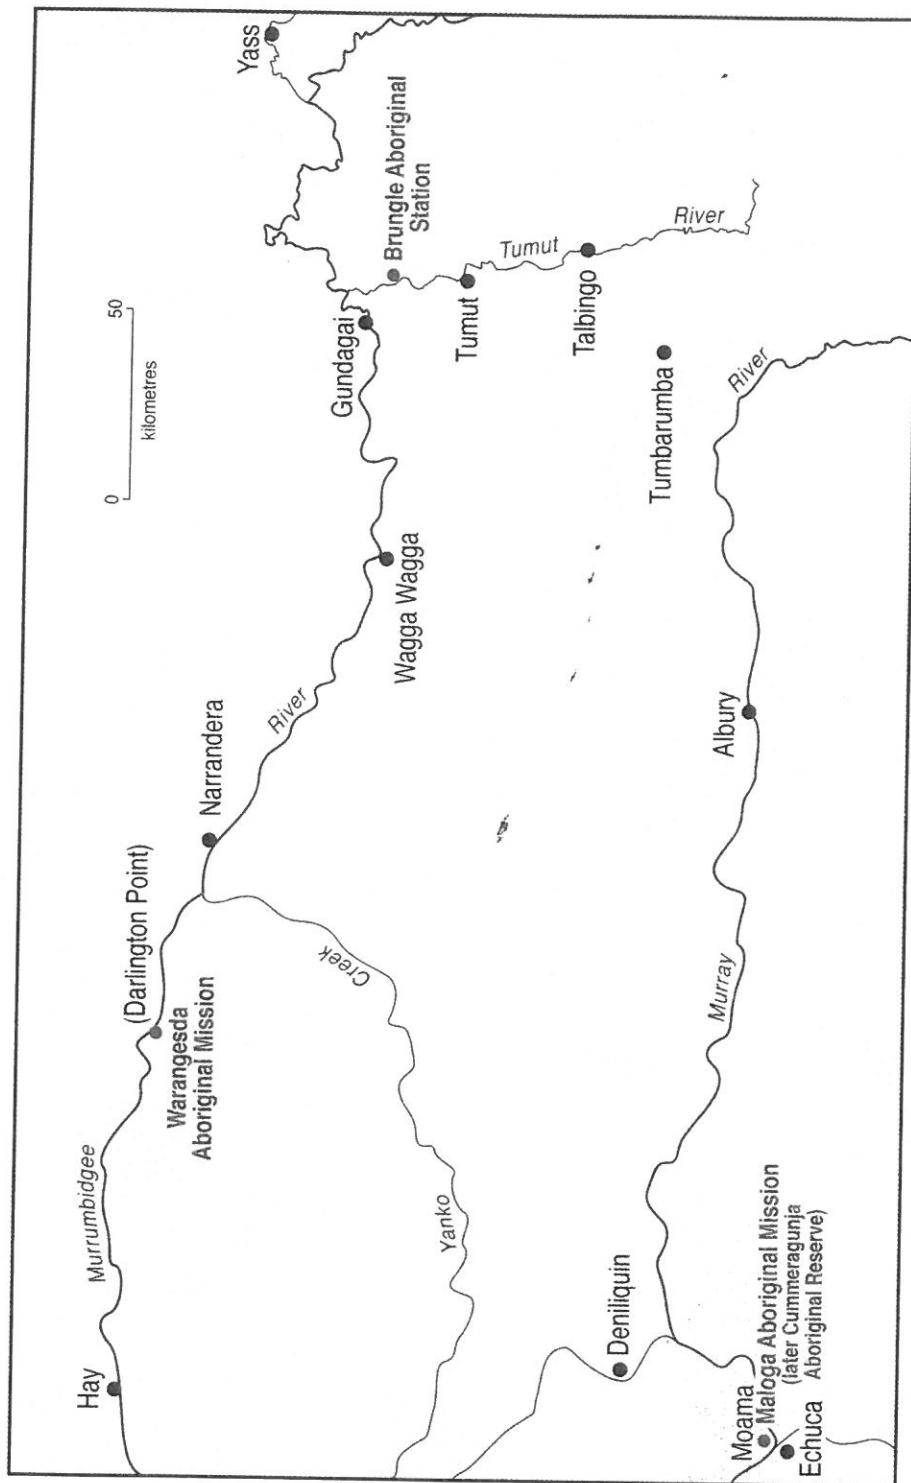 Yass
Brungle Aboriginal
Station
Gundagai
Tumut
Tumut
River
Talbingo
Tumbarumba
River
0
50
kilometres
Wagga Wagga
River
Narrandera
(Darlington Point)
Warangesda
Aboriginal Mission
Murrumbidgee
Hay
Creek
Yanko
Albury
Murray
Deniliquin
Moama
Maloga Aboriginal Mission
(later Cummeragunja
Aboriginal Reserve)
Echuca